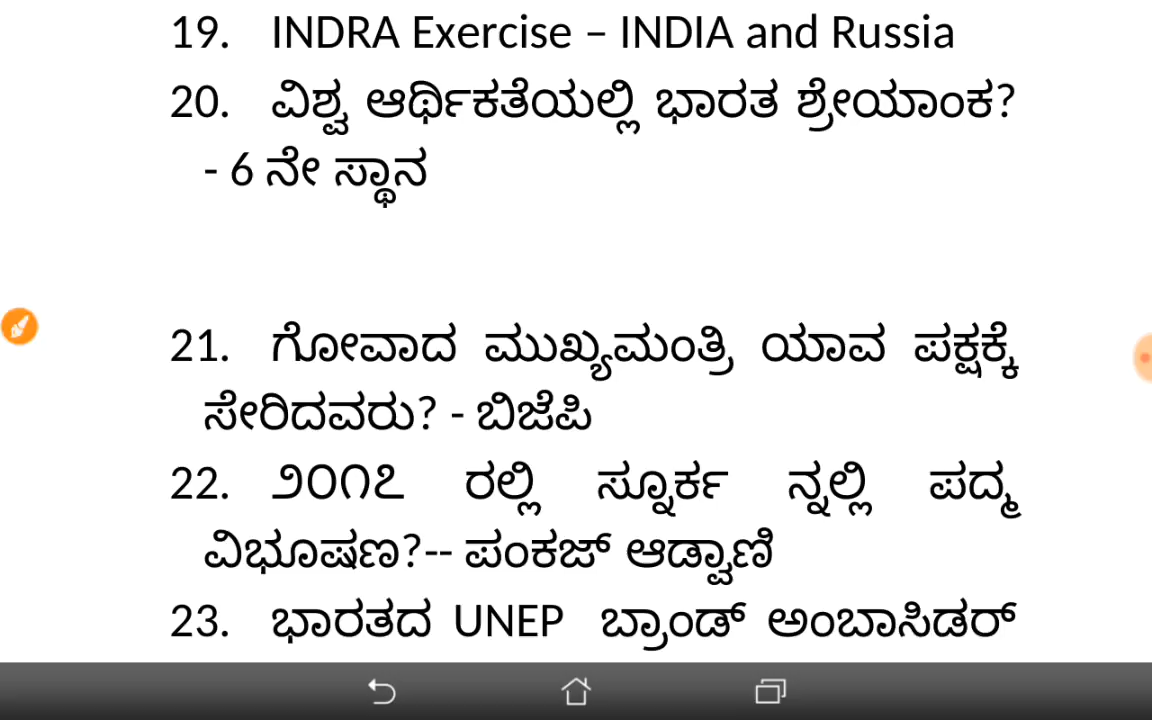 19. INDRA Exercise – INDIA and Russia
20. ವಿಶ್ವ ಆರ್ಥಿಕತೆಯಲ್ಲಿ ಭಾರತ ಶ್ರೇಯಾಂಕ?
- 6 ನೇ ಸ್ಥಾನ
21. ಗೋವಾದ ಮುಖ್ಯಮಂತ್ರಿ ಯಾವ ಪಕ್ಷಕ್ಕೆ
ಸೇರಿದವರು? - ಬಿಜೆಪಿ
22. ೨೦೧೭ ರಲ್ಲಿ ಸ್ನೂರ್ಕ ನ್ನಲ್ಲಿ ಪದ್ಮ
ವಿಭೂಷಣ?-- ಪಂಕಜ್ ಆಡ್ವಾಣಿ
23. ಭಾರತದ UNEP ಬ್ರಾಂಡ್ ಅಂಬಾಸಿಡರ್